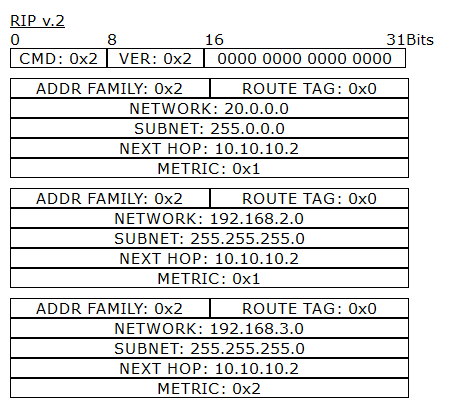 RIP v.2
0 8 16 31Bits
CMD: 0x2 VER: 0x2 0000 0000 0000 0000
ADDR FAMILY: 0x2 ROUTE TAG: 0x0
NETWORK: 20.0.0.0
SUBNET: 255.0.0.0
NEXT HOP: 10.10.10.2
METRIC: 0x1
ADDR FAMILY: 0x2 ROUTE TAG: 0x0
NETWORK: 192.168.2.0
SUBNET: 255.255.255.0
NEXT HOP: 10.10.10.2
METRIC: 0x1
ADDR FAMILY: 0x2 ROUTE TAG: 0x0
NETWORK: 192.168.3.0
SUBNET: 255.255.255.0
NEXT HOP: 10.10.10.2
METRIC: 0x2